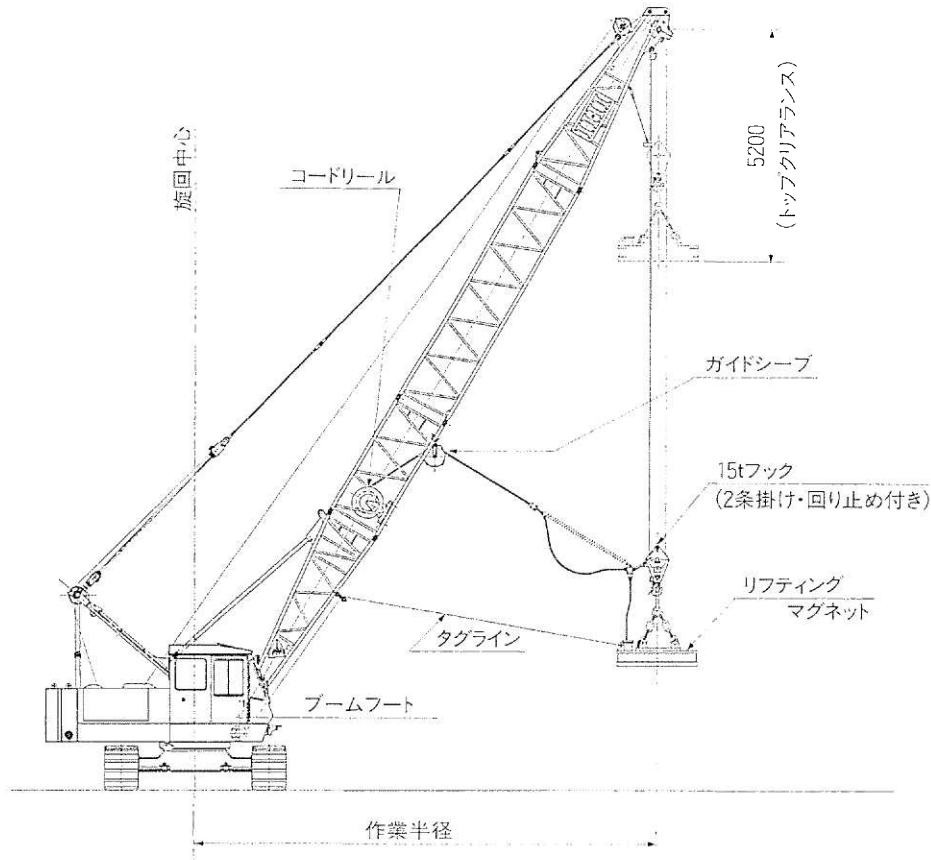 5200
(トップクリアランス)
旋回中心
コードリール
ガイドシーブ
15tフック
(2条掛け・回り止め付き)
リフティング
マグネット
タグライン
ブームフート
作業半径